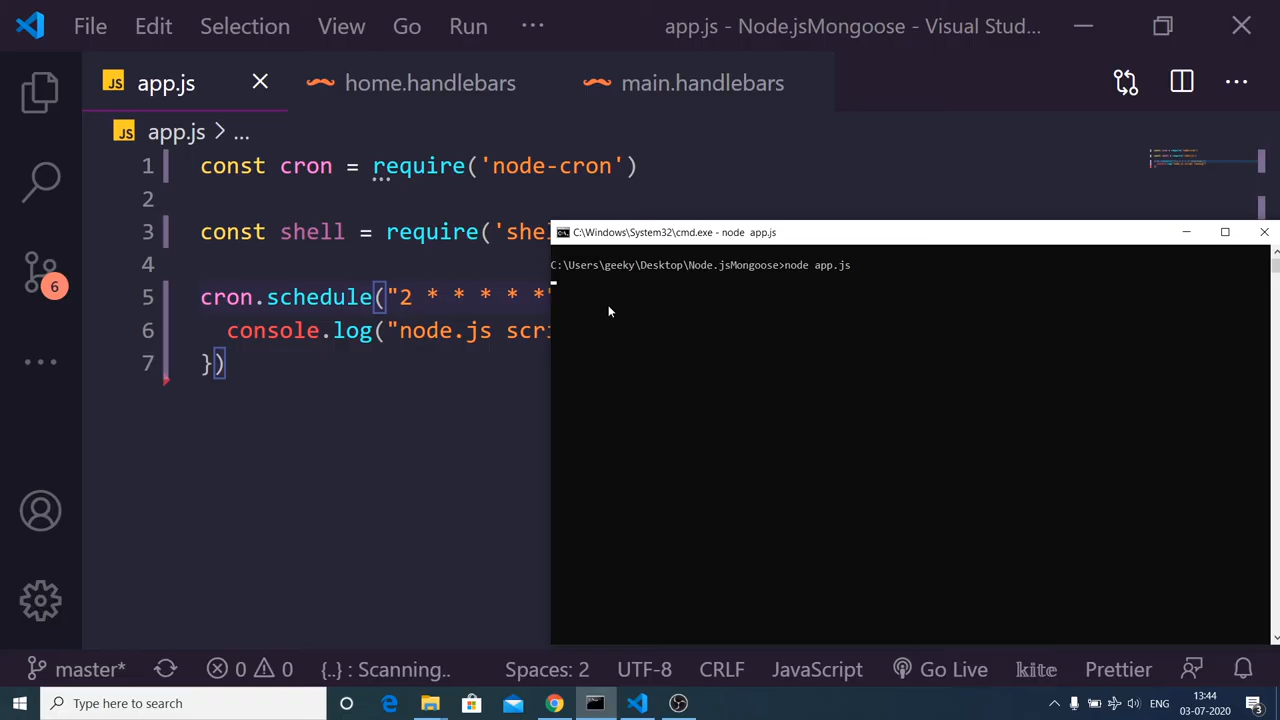 File Edit Selection View Go Run ··· app.js - Node.jsMongoose - Visual Stud...
JS app.js home.handlebars main.handlebars
JS app.js > ...
1 const cron = require('node-cron')
2
3 const shell = require('she
4
5 cron.schedule("2 * * * * *"
6 console.log("node.js scri
7 })
C:\Windows\System32\cmd.exe - node app.js
C:\Users\geeky\Desktop\Node.jsMongoose>node app.js
6
master* 0 0 {..} : Scanning.. Spaces: 2 UTF-8 CRLF JavaScript Go Live kite Prettier
Type here to search
ENG
13:44
03-07-2020
3